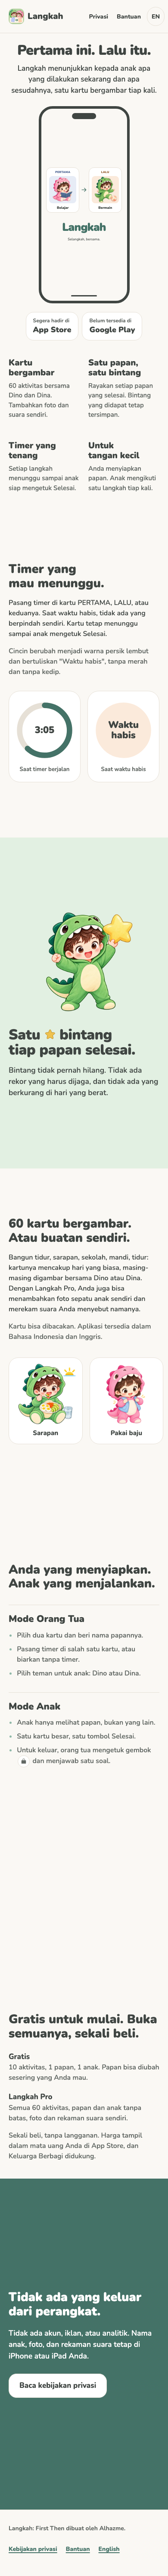 Langkah
Privasi Bantuan EN
Pertama ini. Lalu itu.
Langkah menunjukkan kepada anak apa
yang dilakukan sekarang dan apa
sesudahnya, satu kartu bergambar tiap kali.
PERTAMA LALU
Belajar → Bermain
Langkah
Selangkah, bersama.
Segera hadir di
App Store
Belum tersedia di
Google Play
Kartu
bergambar
60 aktivitas bersama
Dino dan Dina.
Tambahkan foto dan
suara sendiri.
Satu papan,
satu bintang
Rayakan setiap papan
yang selesai. Bintang
yang didapat tetap
tersimpan.
Timer yang
tenang
Setiap langkah
menunggu sampai anak
siap mengetuk Selesai.
Untuk
tangan kecil
Anda menyiapkan
papan. Anak mengikuti
satu langkah tiap kali.
Timer yang
mau menunggu.
Pasang timer di kartu PERTAMA, LALU, atau
keduanya. Saat waktu habis, tidak ada yang
berpindah sendiri. Kartu tetap menunggu
sampai anak mengetuk Selesai.
Cincin berubah menjadi warna persik lembut
dan bertuliskan "Waktu habis", tanpa merah
dan tanpa kedip.
3:05
Saat timer berjalan
Waktu
habis
Saat waktu habis
Satu bintang
tiap papan selesai.
Bintang tidak pernah hilang. Tidak ada
rekor yang harus dijaga, dan tidak ada yang
berkurang di hari yang berat.
60 kartu bergambar.
Atau buatan sendiri.
Bangun tidur, sarapan, sekolah, mandi, tidur:
kartunya mencakup hari yang biasa, masing-
masing digambar bersama Dino atau Dina.
Dengan Langkah Pro, Anda juga bisa
menambahkan foto sepatu anak sendiri dan
merekam suara Anda menyebut namanya.
Kartu bisa dibacakan. Aplikasi tersedia dalam
Bahasa Indonesia dan Inggris.
Sarapan
Pakai baju
Anda yang menyiapkan.
Anak yang menjalankan.
Mode Orang Tua
Pilih dua kartu dan beri nama papannya.
Pasang timer di salah satu kartu, atau
biarkan tanpa timer.
Pilih teman untuk anak: Dino atau Dina.
Mode Anak
Anak hanya melihat papan, bukan yang lain.
Satu kartu besar, satu tombol Selesai.
Untuk keluar, orang tua mengetuk gembok
dan menjawab satu soal.
Gratis untuk mulai. Buka
semuanya, sekali beli.
Gratis
10 aktivitas, 1 papan, 1 anak. Papan bisa diubah
sesering yang Anda mau.
Langkah Pro
Semua 60 aktivitas, papan dan anak tanpa
batas, foto dan rekaman suara sendiri.
Sekali beli, tanpa langganan. Harga tampil
dalam mata uang Anda di App Store, dan
Keluarga Berbagi didukung.
Tidak ada yang keluar
dari perangkat.
Tidak ada akun, iklan, atau analitik. Nama
anak, foto, dan rekaman suara tetap di
iPhone atau iPad Anda.
Baca kebijakan privasi
Langkah: First Then dibuat oleh Alhazme.
Kebijakan privasi Bantuan English